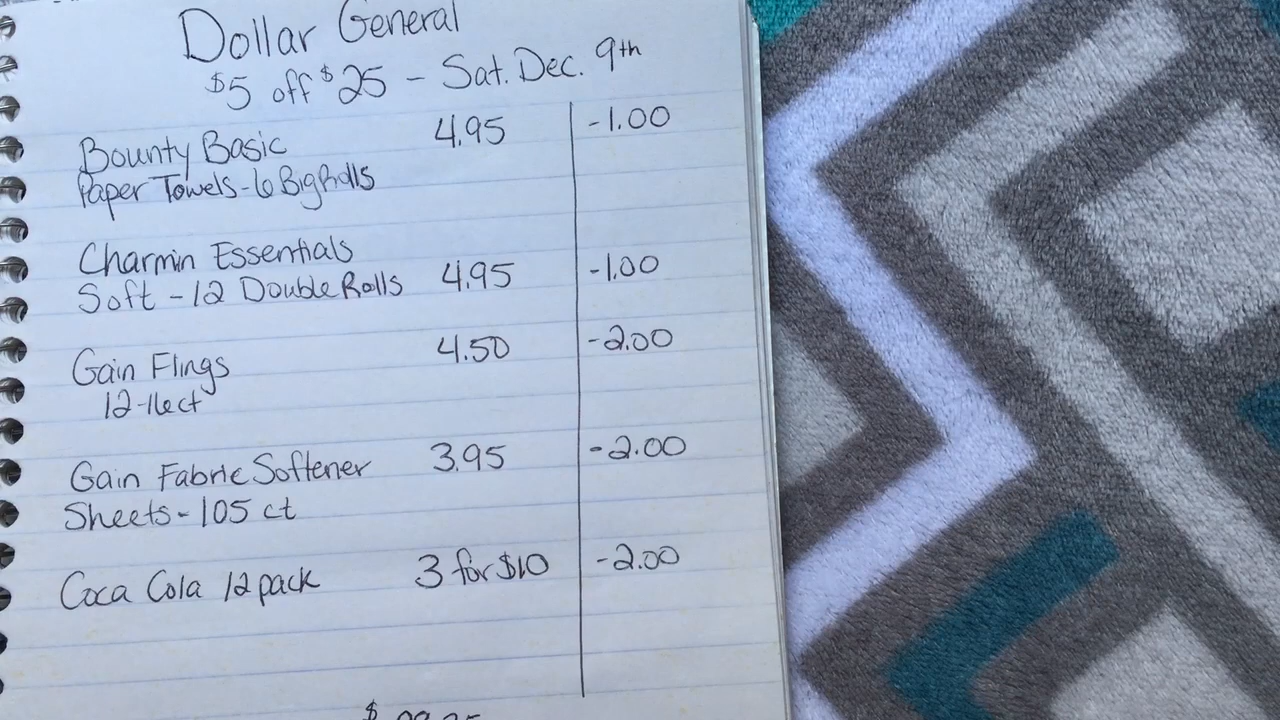 Dollar General
$5 off $25 - Sat. Dec. 9th
Bounty Basic 4.95 -1.00
Paper Towels - 6 Big Rolls
Charmin Essentials
Soft - 12 Double Rolls 4.95 -1.00
Gain Flings 4.50 -2.00
12-16ct
Gain Fabric Softener 3.95 -2.00
Sheets - 105 ct
Coca Cola 12 pack 3 for $10 -2.00
$